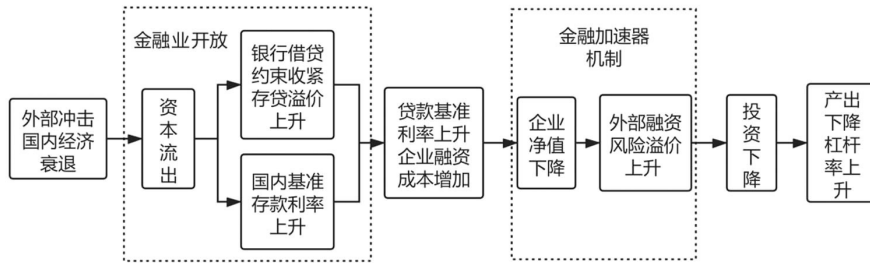 金融业开放
外部冲击
国内经济
衰退
资
本
流
出
银行借贷
约束收紧
存贷溢价
上升
国内基准
存款利率
上升
贷款基准
利率上升
企业融资
成本增加
金融加速器
机制
企业
净值
下降
外部融资
风险溢价
上升
投
资
下
降
产出
下降
杠杆
率上
升